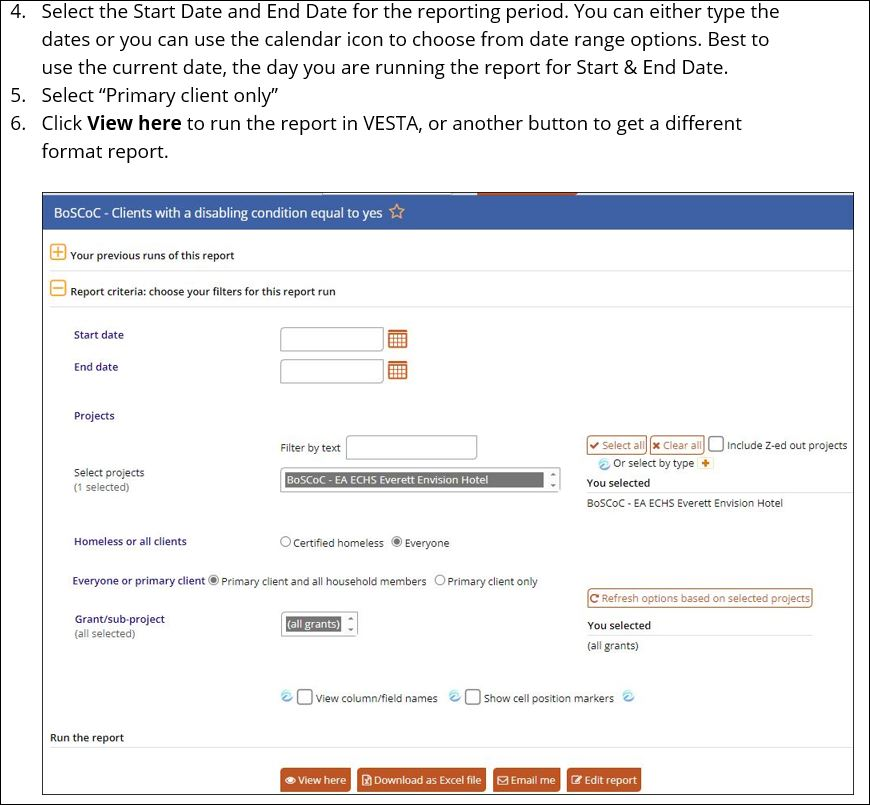 4. Select the Start Date and End Date for the reporting period. You can either type the
dates or you can use the calendar icon to choose from date range options. Best to
use the current date, the day you are running the report for Start & End Date.
5. Select “Primary client only”
6. Click View here to run the report in VESTA, or another button to get a different
format report.
BoSCoC - Clients with a disabling condition equal to yes
Your previous runs of this report
Report criteria: choose your filters for this report run
Start date
End date
Projects
Filter by text
Select all Clear all Include Z-ed out projects
Or select by type
Select projects
(1 selected)
BoSCoC - EA ECHS Everett Envision Hotel
You selected
BoSCoC - EA ECHS Everett Envision Hotel
Homeless or all clients Certified homeless Everyone
Everyone or primary client Primary client and all household members Primary client only
Refresh options based on selected projects
Grant/sub-project
(all selected)
(all grants)
You selected
(all grants)
View column/field names Show cell position markers
Run the report
View here Download as Excel file Email me Edit report